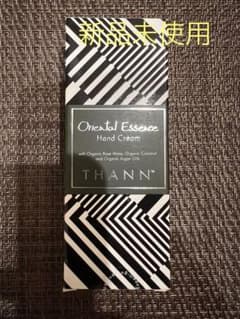 新品未使用
Oriental Essence
Hand Cream
with Organic Rose Water, Organic Coconut
and Organic Argan Oils
THANN™